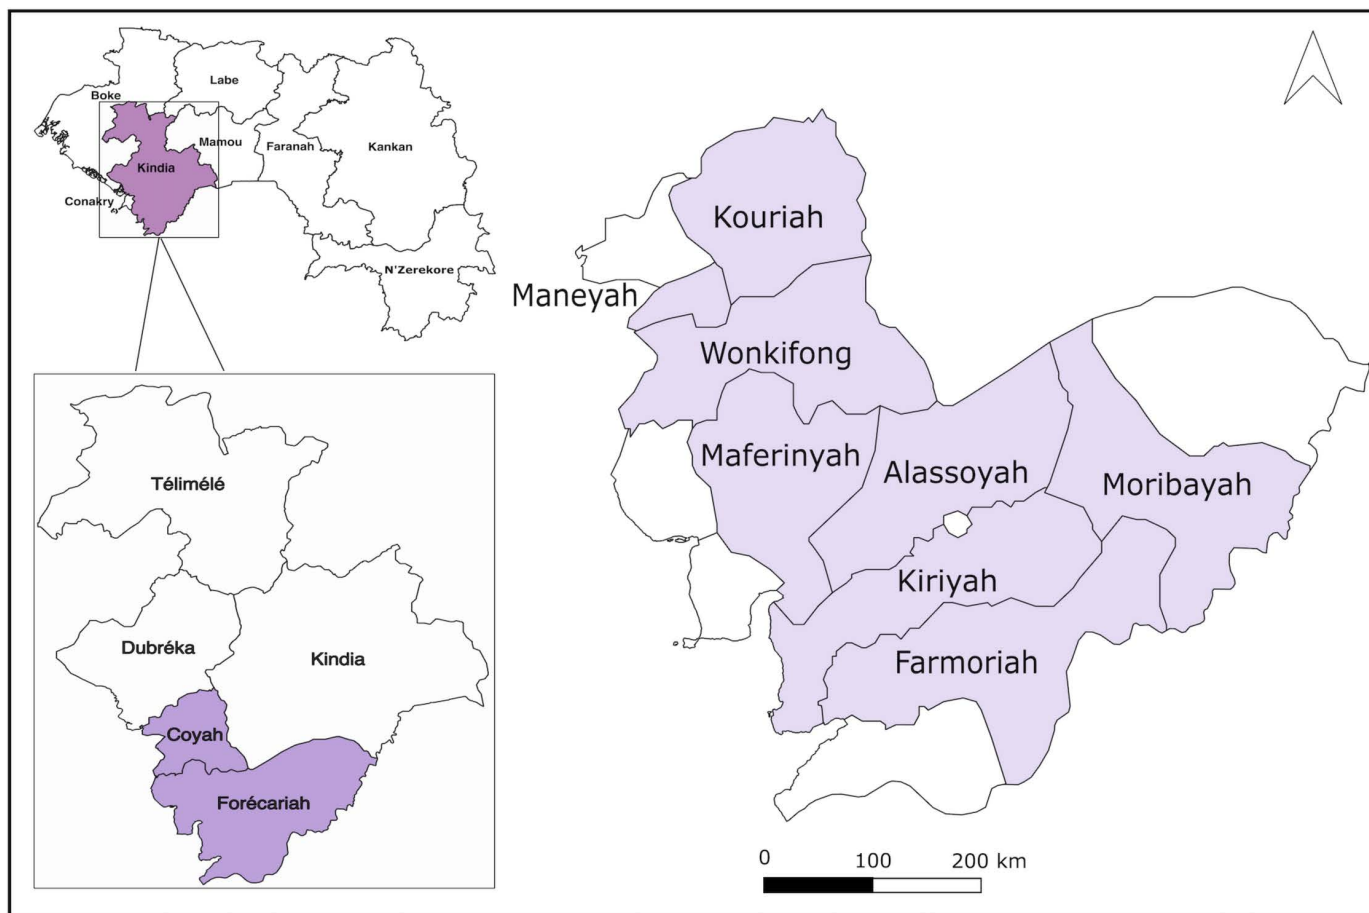 Labe
Boke
Mamou
Faranah
Kankan
Kindia
Conakry
N'Zerekore
Télimélé
Dubréka
Kindia
Coyah
Forécariah
Kouriah
Maneyah
Wonkifong
Maferinyah
Alassoyah
Moribayah
Kiriyah
Farmoriah
0 100 200 km